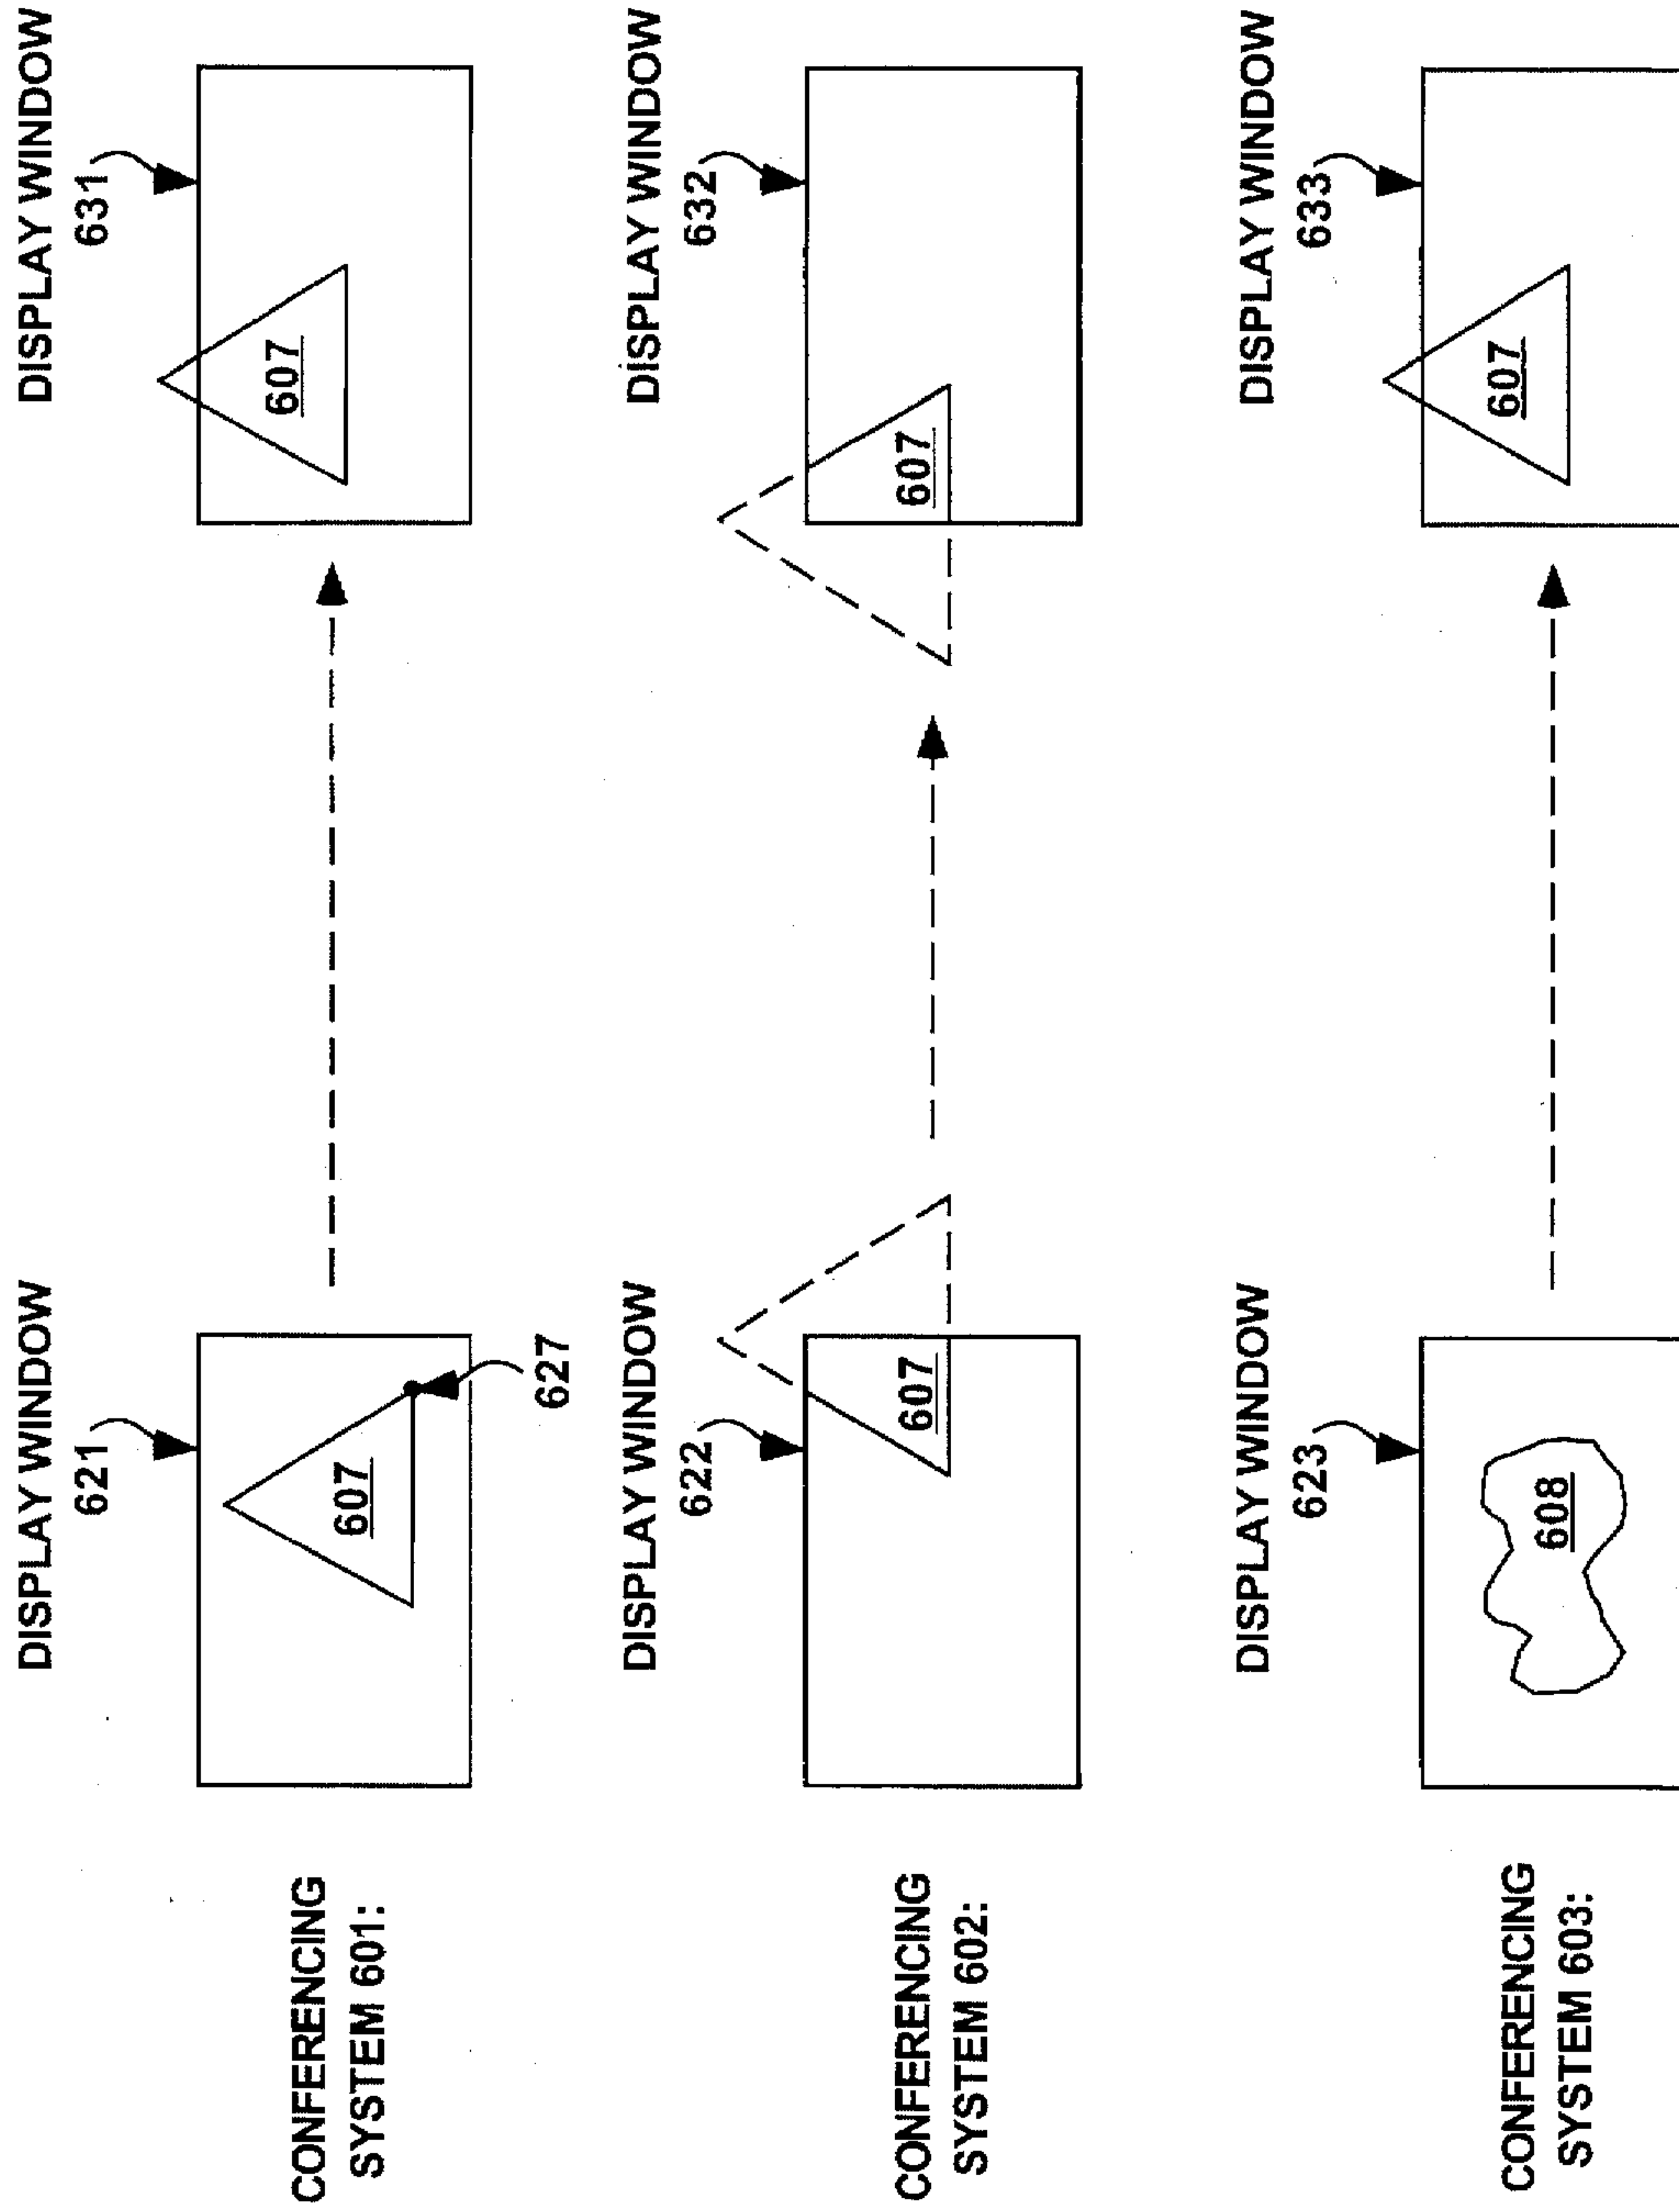 DISPLAY WINDOW
621
DISPLAY WINDOW
631
CONFERENCING
SYSTEM 601:
607
627
607
DISPLAY WINDOW
622
DISPLAY WINDOW
632
CONFERENCING
SYSTEM 602:
607
607
DISPLAY WINDOW
623
DISPLAY WINDOW
633
CONFERENCING
SYSTEM 603:
608
607